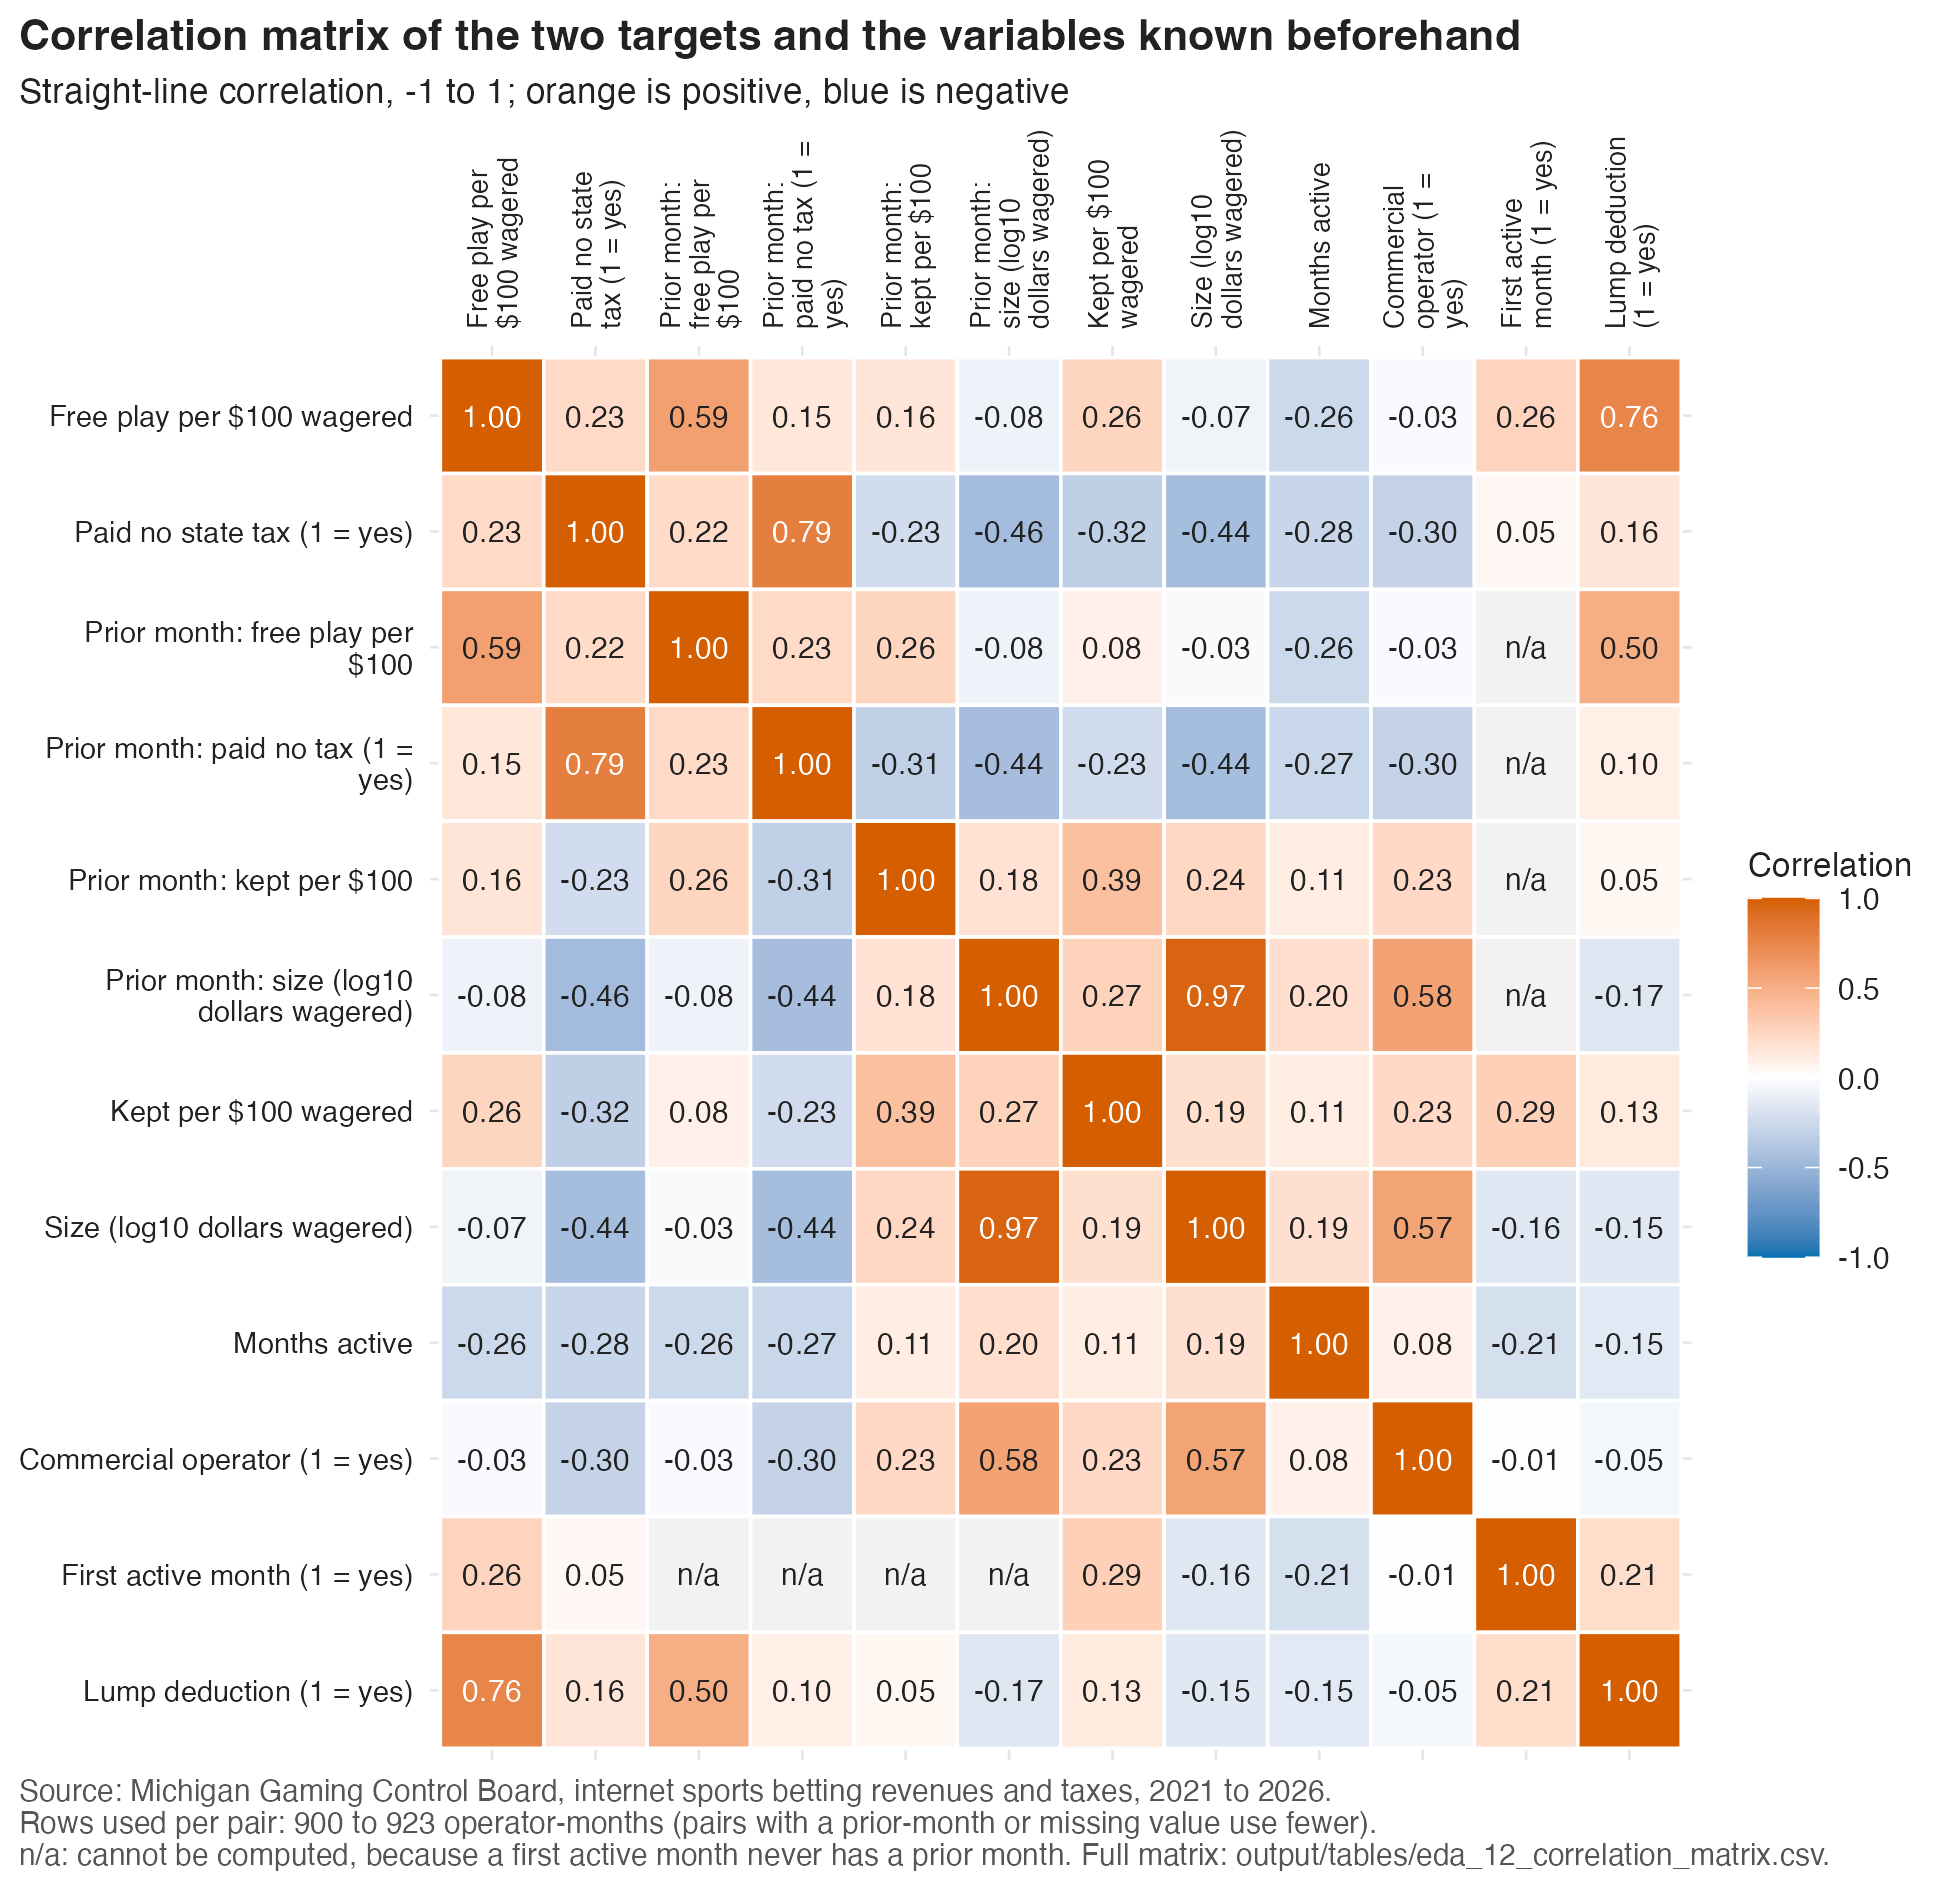 Correlation matrix of the two targets and the variables known beforehand
Straight-line correlation, -1 to 1; orange is positive, blue is negative
Free play per
$100 wagered
Paid no state
tax (1 = yes)
Prior month:
free play per
$100
Prior month:
paid no tax (1 =
yes)
Prior month:
kept per $100
Prior month:
size (log10
dollars wagered)
Kept per $100
wagered
Size (log10
dollars wagered)
Months active
Commercial
operator (1 =
yes)
First active
month (1 = yes)
Lump deduction
(1 = yes)
Free play per $100 wagered 1.00 0.23 0.59 0.15 0.16 -0.08 0.26 -0.07 -0.26 -0.03 0.26 0.76
Paid no state tax (1 = yes) 0.23 1.00 0.22 0.79 -0.23 -0.46 -0.32 -0.44 -0.28 -0.30 0.05 0.16
Prior month: free play per
$100
0.59 0.22 1.00 0.23 0.26 -0.08 0.08 -0.03 -0.26 -0.03 n/a 0.50
Prior month: paid no tax (1 =
yes)
0.15 0.79 0.23 1.00 -0.31 -0.44 -0.23 -0.44 -0.27 -0.30 n/a 0.10
Prior month: kept per $100 0.16 -0.23 0.26 -0.31 1.00 0.18 0.39 0.24 0.11 0.23 n/a 0.05
Prior month: size (log10
dollars wagered)
-0.08 -0.46 -0.08 -0.44 0.18 1.00 0.27 0.97 0.20 0.58 n/a -0.17
Kept per $100 wagered 0.26 -0.32 0.08 -0.23 0.39 0.27 1.00 0.19 0.11 0.23 0.29 0.13
Size (log10 dollars wagered) -0.07 -0.44 -0.03 -0.44 0.24 0.97 0.19 1.00 0.19 0.57 -0.16 -0.15
Months active -0.26 -0.28 -0.26 -0.27 0.11 0.20 0.11 0.19 1.00 0.08 -0.21 -0.15
Commercial operator (1 = yes) -0.03 -0.30 -0.03 -0.30 0.23 0.58 0.23 0.57 0.08 1.00 -0.01 -0.05
First active month (1 = yes) 0.26 0.05 n/a n/a n/a n/a 0.29 -0.16 -0.21 -0.01 1.00 0.21
Lump deduction (1 = yes) 0.76 0.16 0.50 0.10 0.05 -0.17 0.13 -0.15 -0.15 -0.05 0.21 1.00
Correlation
1.0
0.5
0.0
-0.5
-1.0
Source: Michigan Gaming Control Board, internet sports betting revenues and taxes, 2021 to 2026.
Rows used per pair: 900 to 923 operator-months (pairs with a prior-month or missing value use fewer).
n/a: cannot be computed, because a first active month never has a prior month. Full matrix: output/tables/eda_12_correlation_matrix.csv.